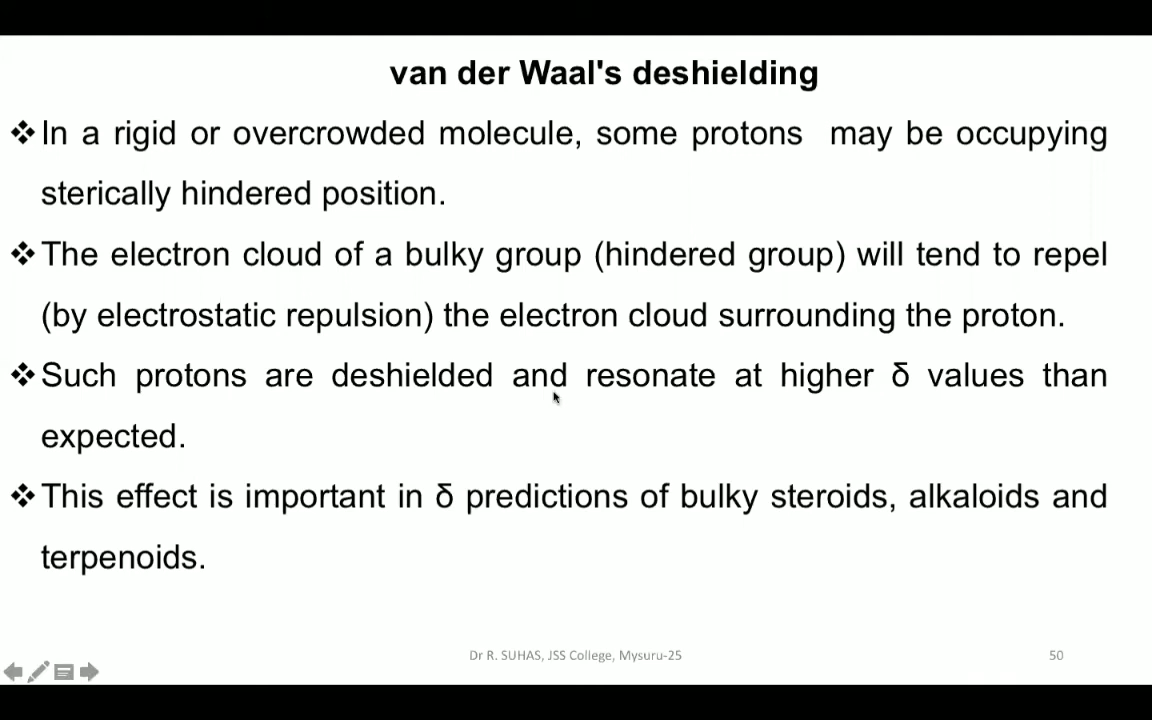 van der Waal's deshielding
❖In a rigid or overcrowded molecule, some protons may be occupying
sterically hindered position.
❖The electron cloud of a bulky group (hindered group) will tend to repel
(by electrostatic repulsion) the electron cloud surrounding the proton.
❖Such protons are deshielded and resonate at higher δ values than
expected.
❖This effect is important in δ predictions of bulky steroids, alkaloids and
terpenoids.
Dr R. SUHAS, JSS College, Mysuru-25
50